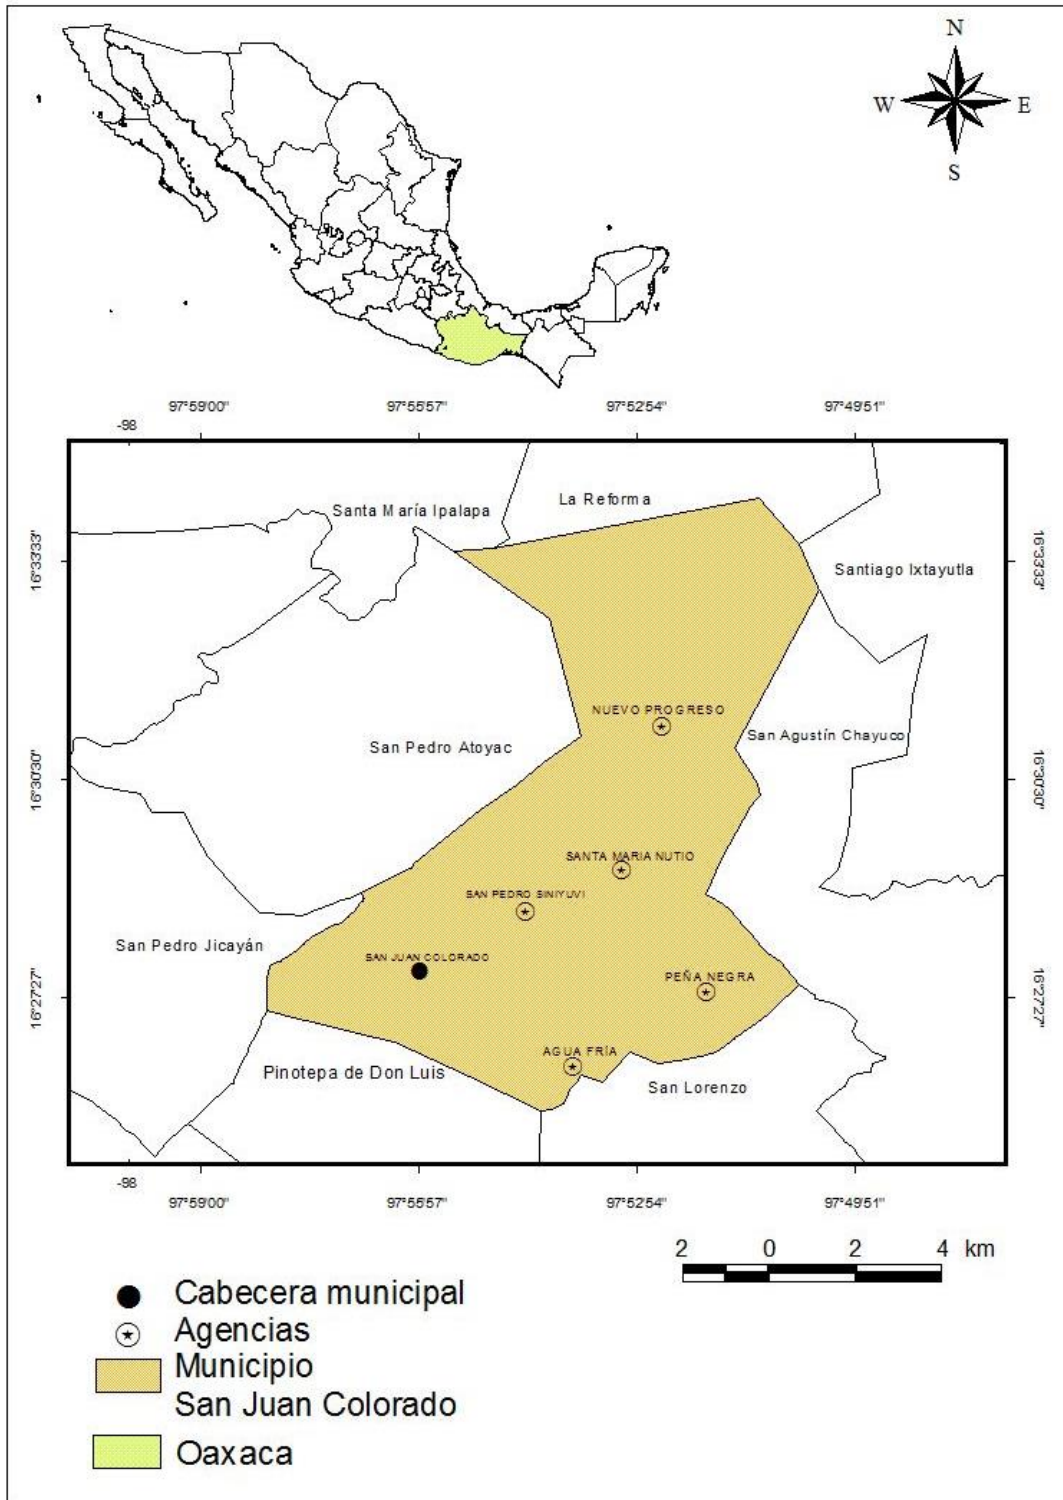 N
W E
S
97°59'00" 97°55'57" 97°52'54" 97°49'51"
-98
Santa María Ipalapa
La Reforma
16°33'33"
16°33'33"
Santiago Ixtayutla
NUEVO PROGRESO
San Agustín Chayuco
San Pedro Atoyac
16°30'30"
16°30'30"
SANTA MARIA NUTIO
SAN PEDRO SINIYUVI
San Pedro Jicayán
SAN JUAN COLORADO
PEÑA NEGRA
16°27'27"
16°27'27"
AGUA FRÍA
Pinotepa de Don Luis
San Lorenzo
-98
97°59'00" 97°55'57" 97°52'54" 97°49'51"
2 0 2 4 km
Cabecera municipal
Agencias
Municipio
San Juan Colorado
Oaxaca